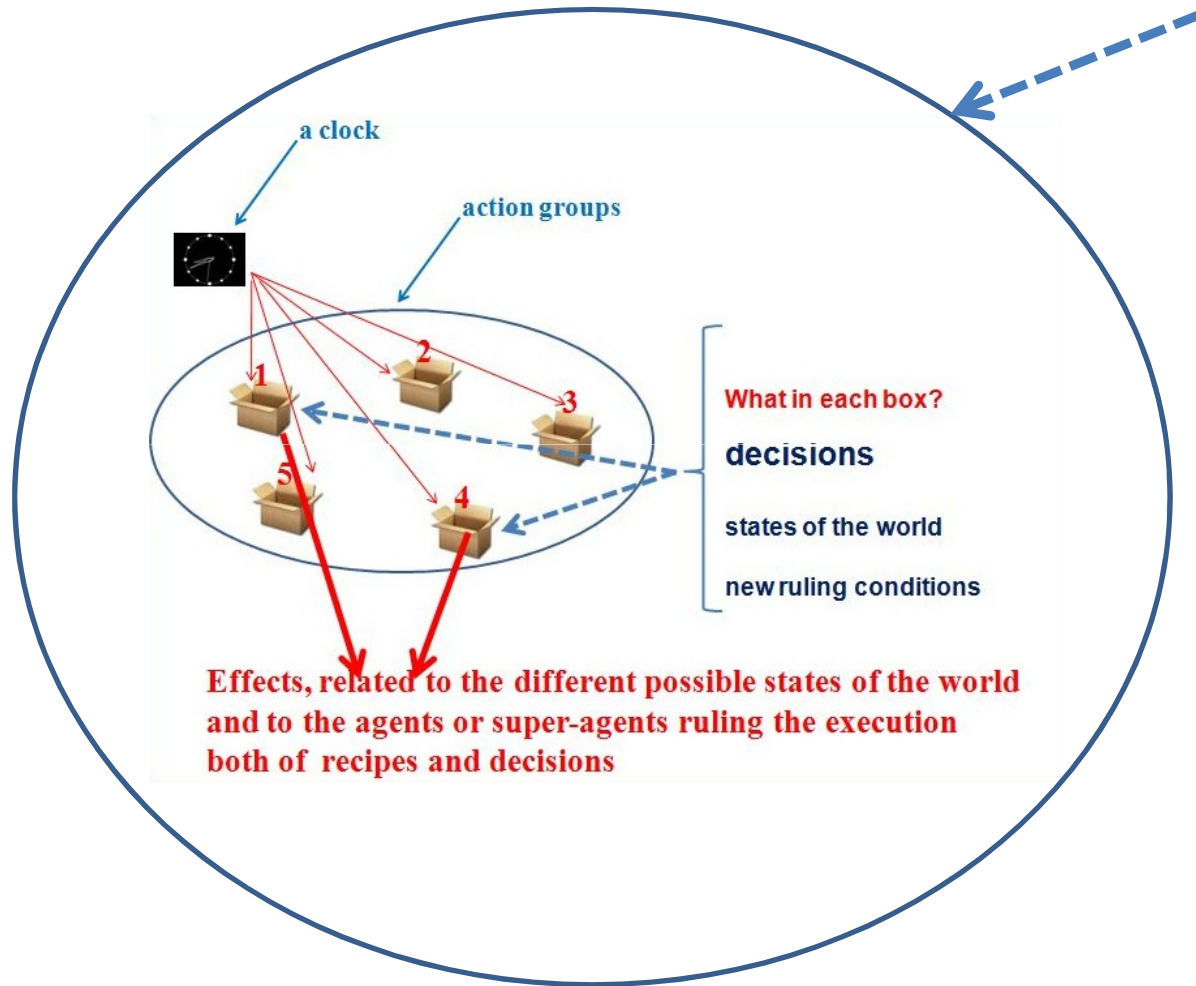 a clock
action groups
1
2
3
5
4
What in each box?
decisions
states of the world
new ruling conditions
Effects, related to the different possible states of the world
and to the agents or super-agents ruling the execution
both of recipes and decisions